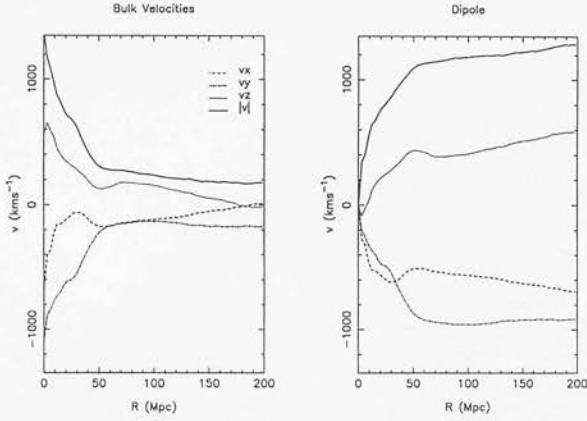 Bulk Velocities
v (kms⁻¹)
1000
0
−1000
vx
vy
vz
|v|
0
50
100
150
200
R (Mpc)
Dipole
v (kms⁻¹)
1000
0
−1000
0
50
100
150
200
R (Mpc)